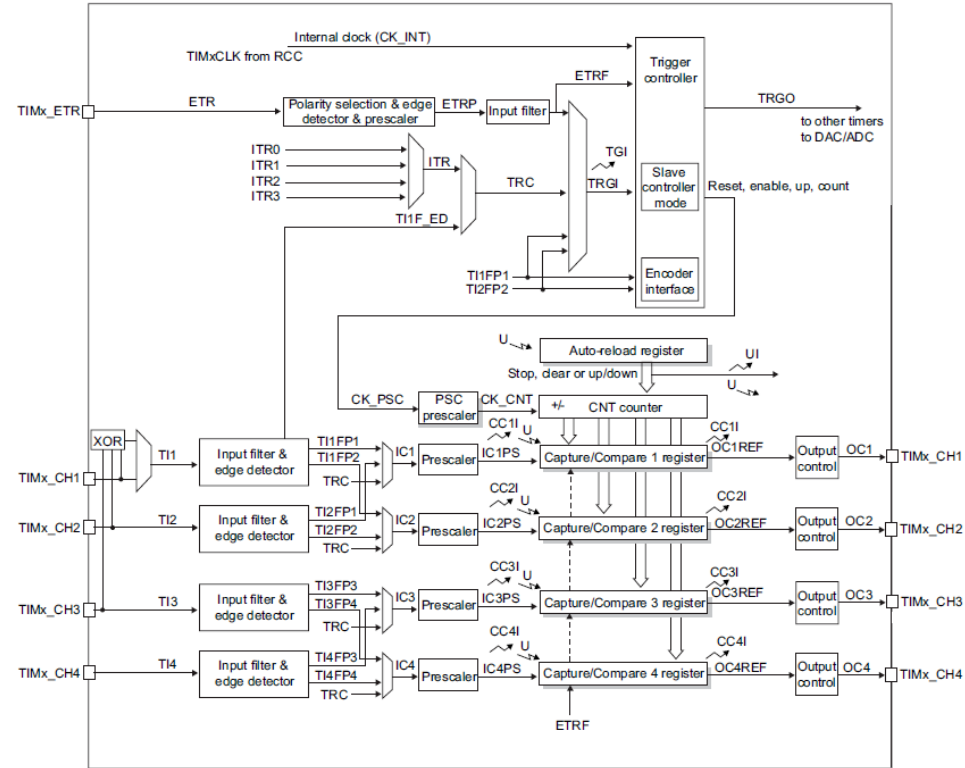 Internal clock (CK_INT)
TIMxCLK from RCC
Trigger
controller
ETRF
TIMx_ETR
ETR
Polarity selection & edge
detector & prescaler
ETRP
Input filter
TRGO
to other timers
to DAC/ADC
ITR0
ITR1
ITR2
ITR3
ITR
TGI
TRC
TRGI
Slave
controller
mode
Reset, enable, up, count
TI1F_ED
TI1FP1
TI2FP2
Encoder
interface
U
Auto-reload register
UI
Stop, clear or up/down
U
CK_PSC
PSC
prescaler
CK_CNT
+/-
CNT counter
XOR
TI1
Input filter &
edge detector
TI1FP1
TI1FP2
TRC
IC1
Prescaler
CC1I
U
IC1PS
Capture/Compare 1 register
CC1I
OC1REF
Output
control
OC1
TIMx_CH1
TIMx_CH1
TIMx_CH2
TI2
Input filter &
edge detector
TI2FP1
TI2FP2
TRC
IC2
Prescaler
CC2I
U
IC2PS
Capture/Compare 2 register
CC2I
OC2REF
Output
control
OC2
TIMx_CH2
TIMx_CH3
TI3
Input filter &
edge detector
TI3FP3
TI3FP4
TRC
IC3
Prescaler
CC3I
U
IC3PS
Capture/Compare 3 register
CC3I
OC3REF
Output
control
OC3
TIMx_CH3
TIMx_CH4
TI4
Input filter &
edge detector
TI4FP3
TI4FP4
TRC
IC4
Prescaler
CC4I
U
IC4PS
Capture/Compare 4 register
CC4I
OC4REF
Output
control
OC4
TIMx_CH4
ETRF